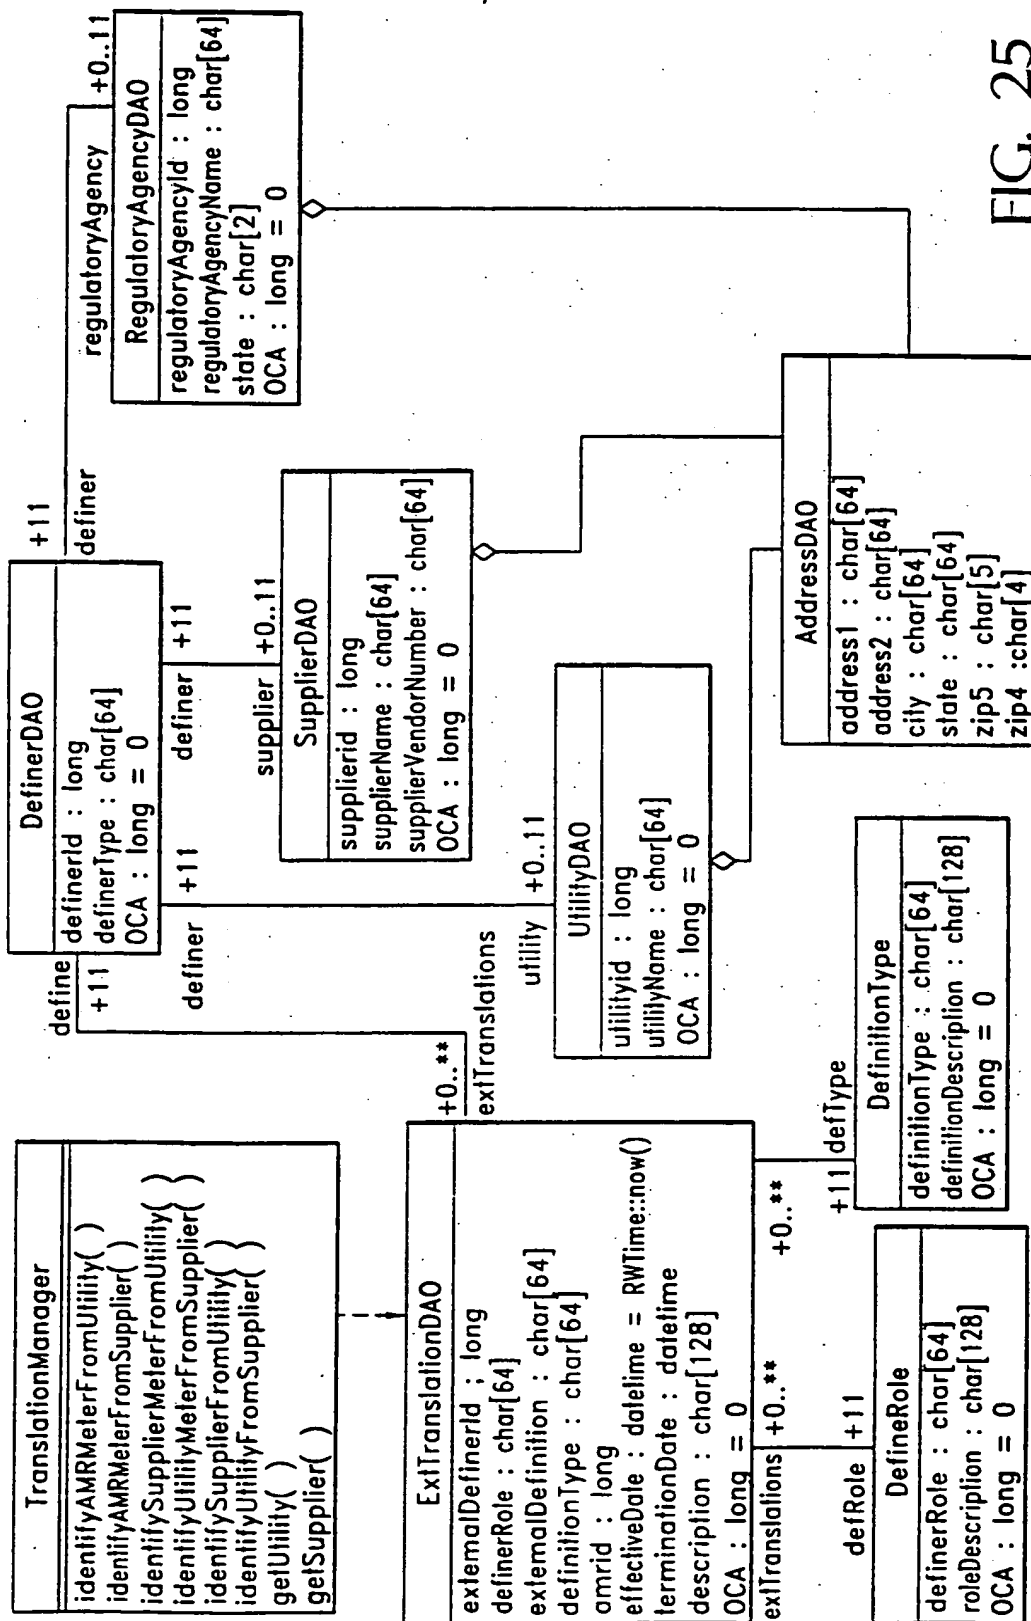 TranslationManager
identifyAMRMeterFromUtility( )
identifyAMRMeterFromSupplier( )
identifySupplierMeterFromUtility( )
identifyUtilityMeterFromSupplier( )
identifySupplierFromUtility( )
identifyUtilityFromSupplier( )
getUtility( )
getSupplier( )
define
+11
DefinerDAO
definerId : long
definerType : char[64]
OCA : long = 0
+11
definer
regulatoryAgency
+0..11
RegulatoryAgencyDAO
regulatoryAgencyId : long
regulatoryAgencyName : char[64]
state : char[2]
OCA : long = 0
definer
+11
definer
+11
supplier
+0..11
SupplierDAO
supplierid : long
supplierName : char[64]
supplierVendorNumber : char[64]
OCA : long = 0
+0..**
extTranslations
utility
+0..11
UtilityDAO
utilityid : long
utilityName : char[64]
OCA : long = 0
ExtTranslationDAO
externalDefinerId : long
definerRole : char[64]
externalDefinition : char[64]
definitionType : char[64]
amrid : long
effectiveDate : datetime = RWTime::now()
terminationDate : datetime
description : char[128]
OCA : long = 0
extTranslations
+0..**
+0..**
defRole
+11
+11
defType
DefineRole
definerRole : char[64]
roleDescription : char[128]
OCA : long = 0
DefinitionType
definitionType : char[64]
definitionDescription : char[128]
OCA : long = 0
AddressDAO
address1 : char[64]
address2 : char[64]
city : char[64]
state : char[64]
zip5 : char[5]
zip4 :char[4]
FIG. 25